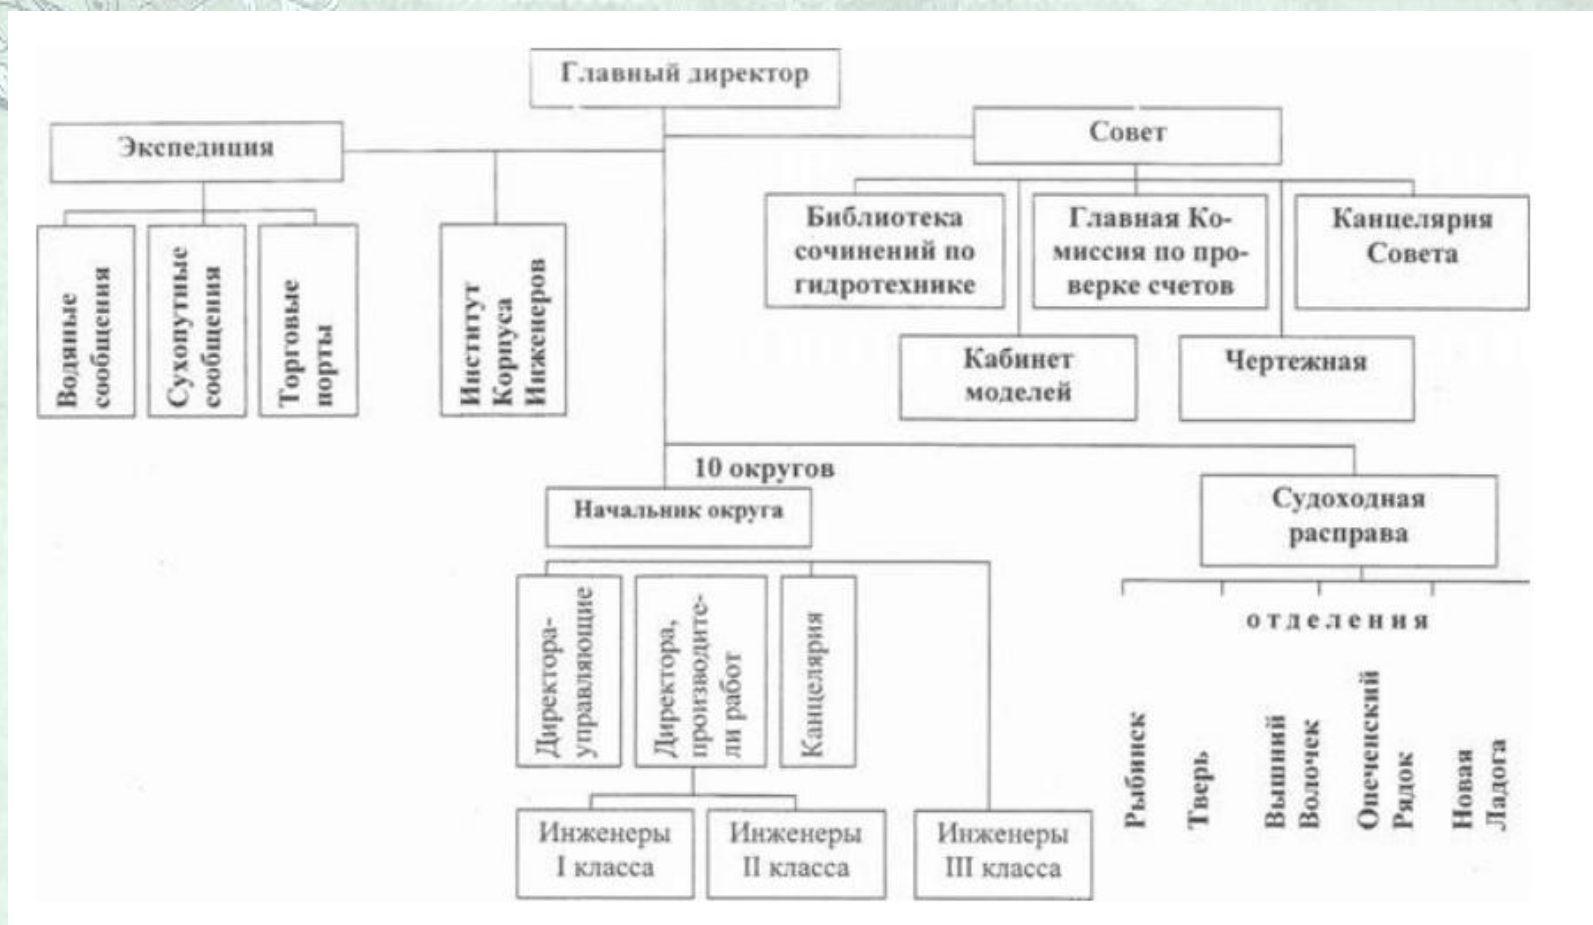 Главный директор
Экспедиция
Совет
Водяные
сообщения
Сухопутные
сообщения
Торговые
порты
Институт
Корпуса
Инженеров
Библиотека
сочинений по
гидротехнике
Главная Ко-
миссия по про-
верке счетов
Канцелярия
Совета
Кабинет
моделей
Чертежная
10 округов
Начальник округа
Судоходная
расправа
Директора-
управляющие
Директора,
производите-
ли работ
Канцелярия
Инженеры
I класса
Инженеры
II класса
Инженеры
III класса
отделения
Рыбинск
Тверь
Вышний
Волочек
Опеченский
Рядок
Новая
Ладога